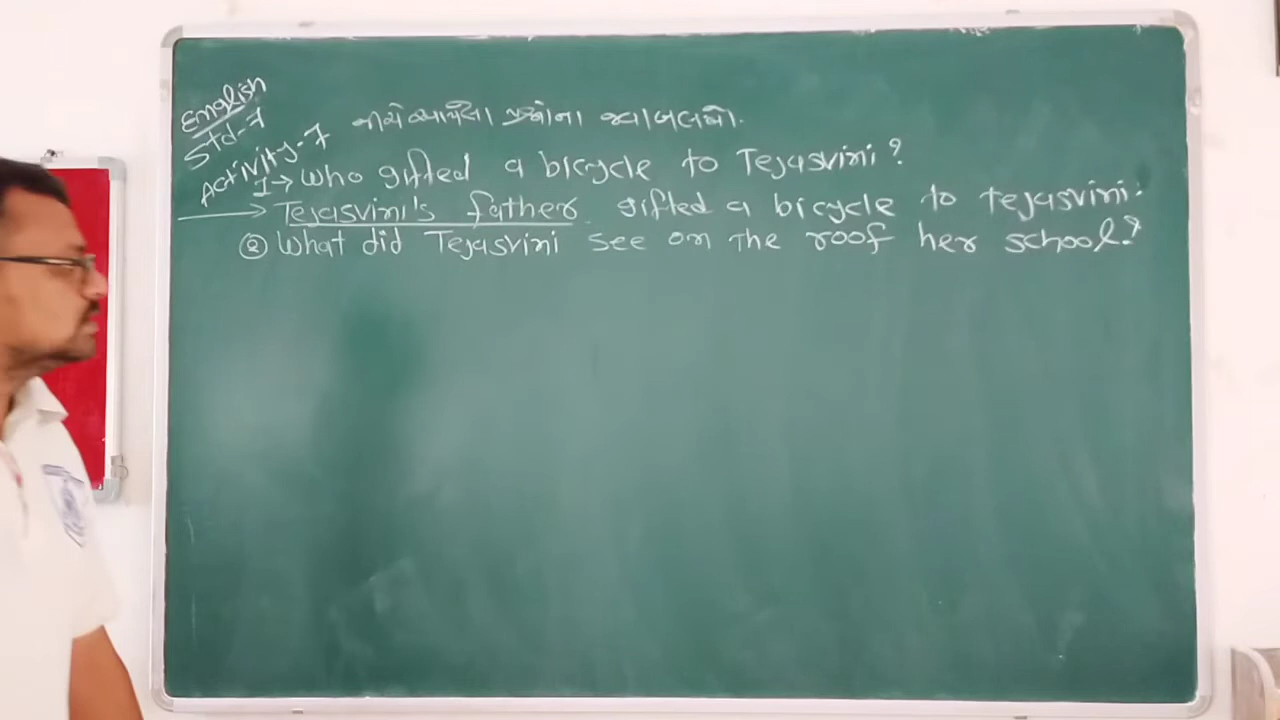 English
Std-7
Activity-7
નીચે આપેલા પ્રશ્નોના જવાબ લખો.
1→ Who gifted a bicycle to Tejasvini?
→ Tejasvini's father gifted a bicycle to tejasvini.
② What did Tejasvini see on the roof her school?